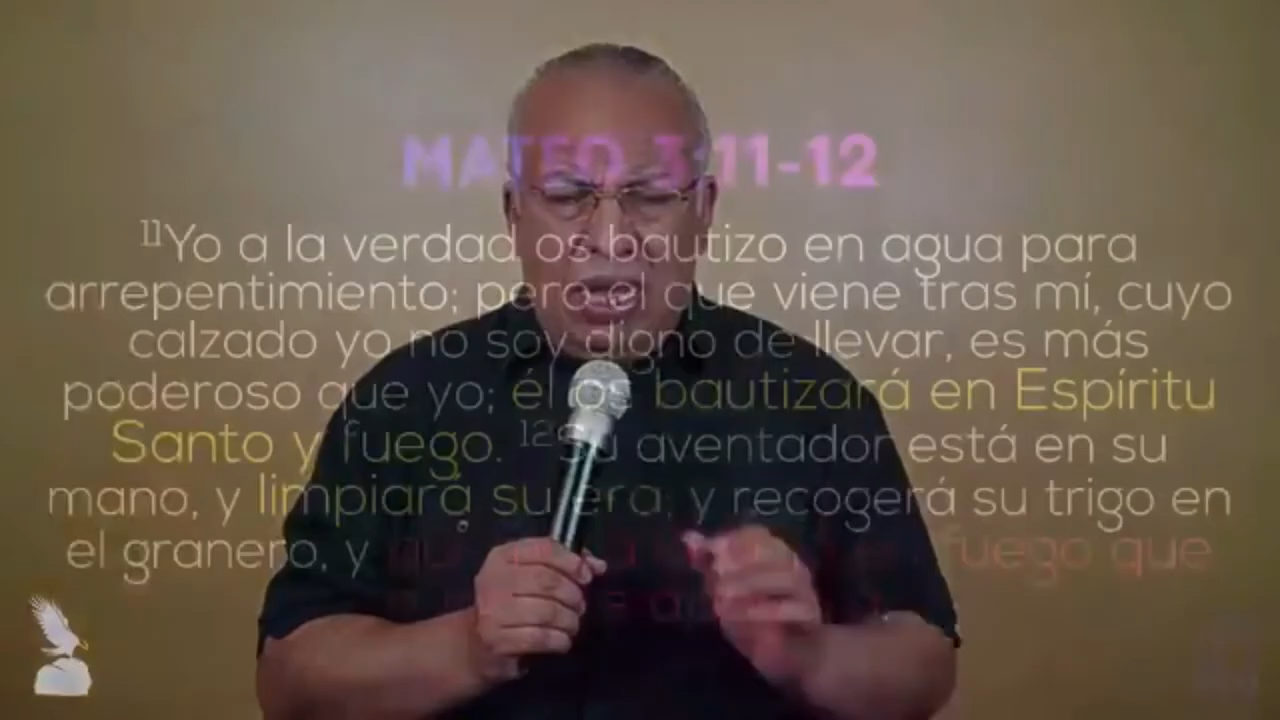 MATEO 3:11-12
11Yo a la verdad os bautizo en agua para
arrepentimiento; pero el que viene tras mí, cuyo
calzado yo no soy digno de llevar, es más
poderoso que yo; él os bautizará en Espíritu
Santo y fuego. 12Su aventador está en su
mano, y limpiará su era; y recogerá su trigo en
el granero, y fuego que